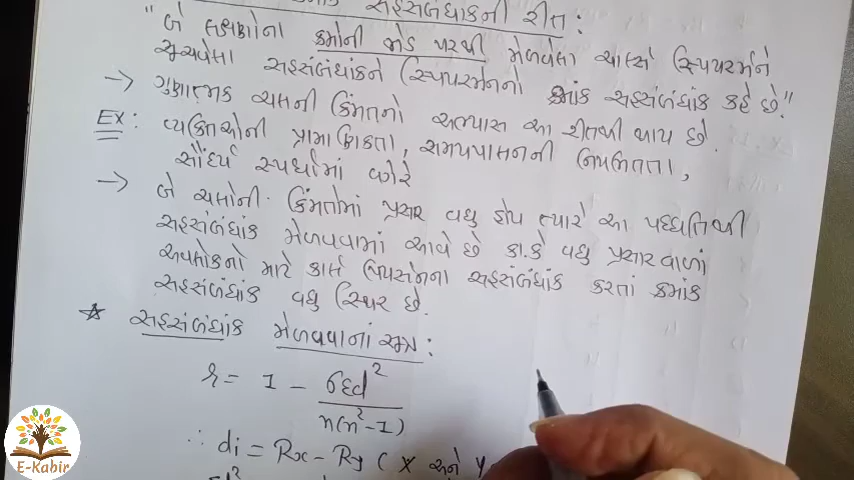 સહસંબંધાંકની રીત:
"બે લક્ષણોના ક્રમોની જોડ પરથી મેળવેલા ચાર્લ્સ સ્પિયરમેને
સૂચવેલા સહસંબંધાંકને સ્પિયરમેનનો ક્રમાંક સહસંબંધાંક કહે છે."
→ ગુણાત્મક ચલની કિંમતનો અભ્યાસ આ રીતથી થાય છે.
EX: વ્યક્તિઓની પ્રામાણિકતા, સમયપાલનની નિયમિતતા,
સૌંદર્ય સ્પર્ધામાં વગેરે
→ બે ચલોની કિંમતોમાં પ્રસાર વધુ હોય ત્યારે આ પધ્ધતિથી
સહસંબંધાંક મેળવવામાં આવે છે કા.કે વધુ પ્રસાર વાળાં
અવલોકનો માટે કાર્લ પિયર્સનના સહસંબંધાંક કરતાં ક્રમાંક
સહસંબંધાંક વધુ સ્થિર છે.
☆ સહસંબંધાંક મેળવવાનાં સૂત્ર:
r = 1 - 6Σd²
n(n²-1)
∴ di = Rx - Ry ( X અને Y
E-Kabir